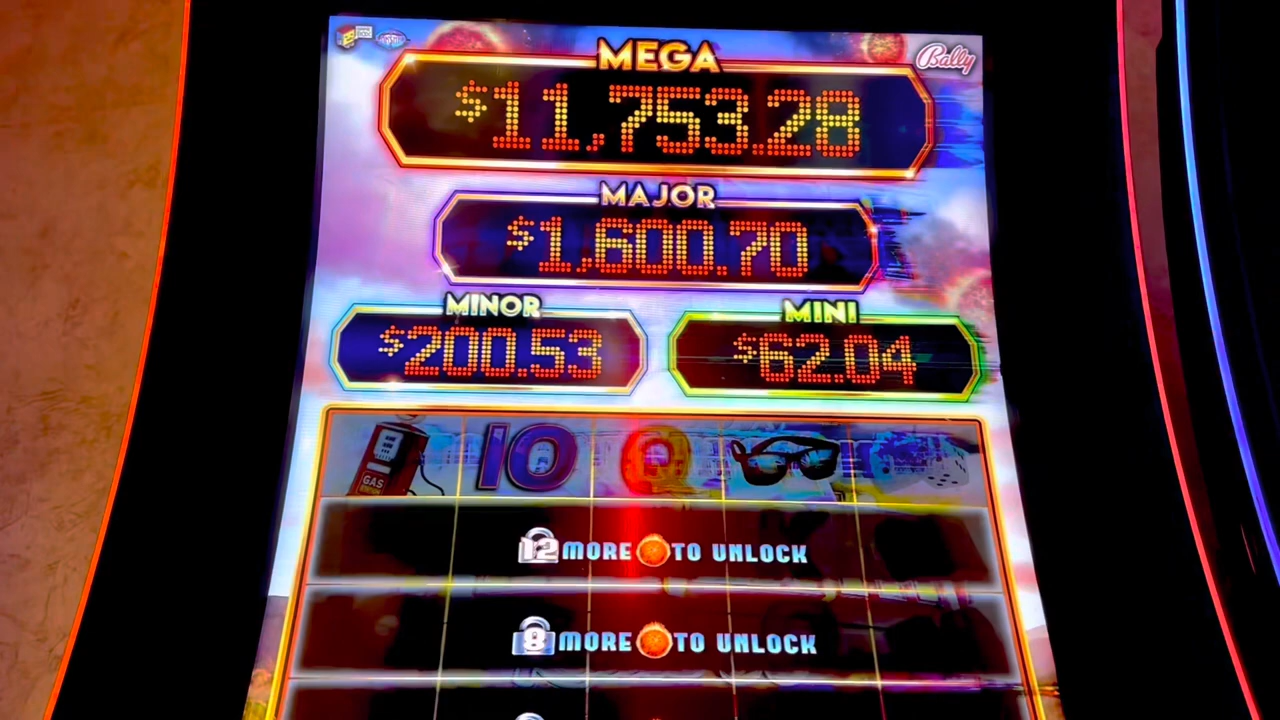 Bally
MEGA
$11,753.28
MAJOR
$1,600.70
MINOR
$200.53
MINI
$62.04
GAS
10
Q
12 MORE TO UNLOCK
8 MORE TO UNLOCK